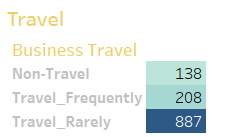 Travel
Business Travel
Non-Travel 138
Travel_Frequently 208
Travel_Rarely 887